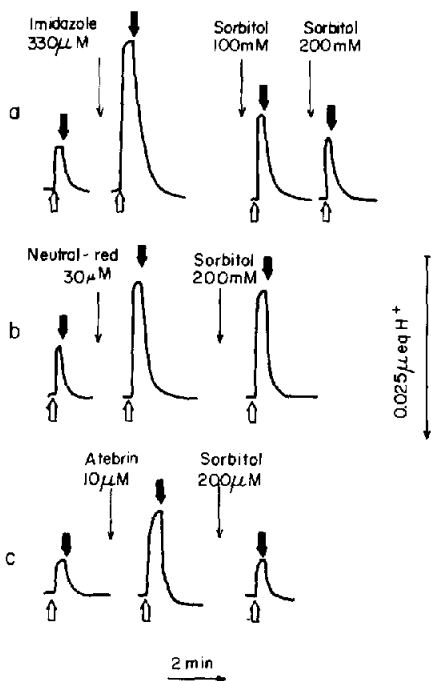 Imidazole
330μM
Sorbitol
100mM
Sorbitol
200mM
a
Neutral-red
30μM
Sorbitol
200mM
b
0.025μeq H+
Atebrin
10μM
Sorbitol
200μM
c
2 min